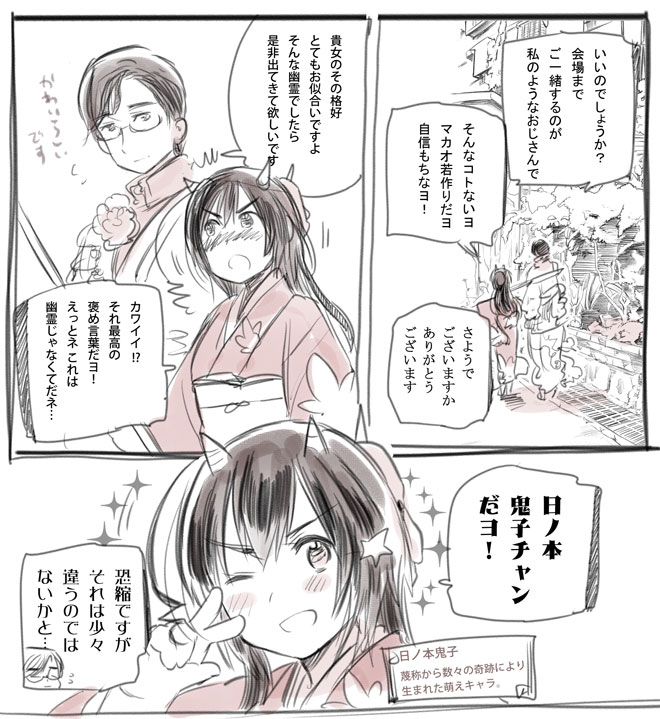 いいのでしょうか?
会場まで
ご一緒するのが
私のようなおじさんで
そんなコトないヨ
マカオ若作りだヨ
自信もちなヨ!
さようで
ございますか
ありがとう
ございます
貴女のその格好
とてもお似合いですよ
そんな幽霊でしたら
是非出てきて欲しいです
かわいらしい
です
カワイイ!?
それ最高の
褒め言葉だヨ!
えっとネこれは
幽霊じゃなくてだネ…
日ノ本
鬼子チャン
だヨ!
恐縮ですが
それは少々
違うのでは
ないかと…
日ノ本鬼子
蔑称から数々の奇跡により
生まれた萌えキャラ。